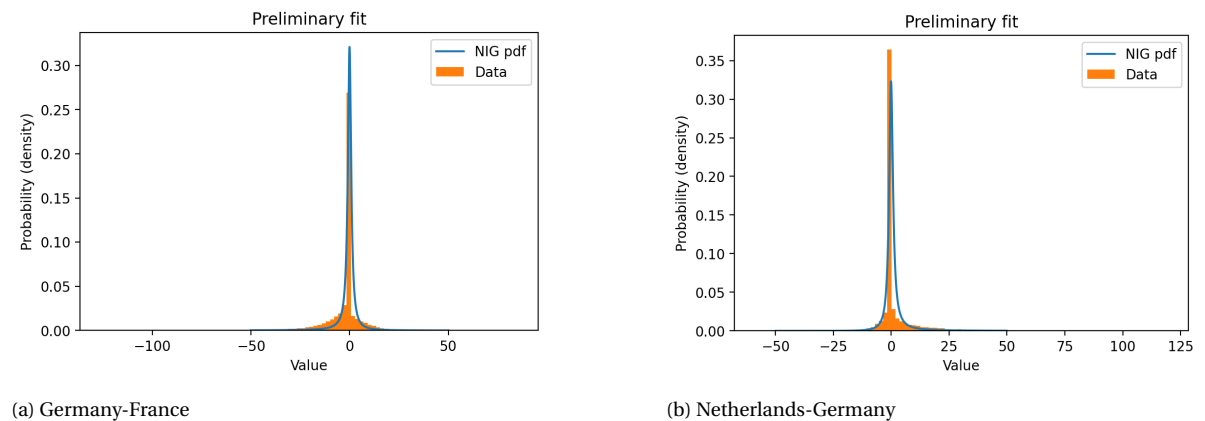 Preliminary fit
NIG pdf
Data
0.30
0.25
0.20
0.15
0.10
0.05
0.00
Probability (density)
−100
−50
0
50
Value
(a) Germany-France
Preliminary fit
NIG pdf
Data
0.35
0.30
0.25
0.20
0.15
0.10
0.05
0.00
Probability (density)
−50
−25
0
25
50
75
100
125
Value
(b) Netherlands-Germany